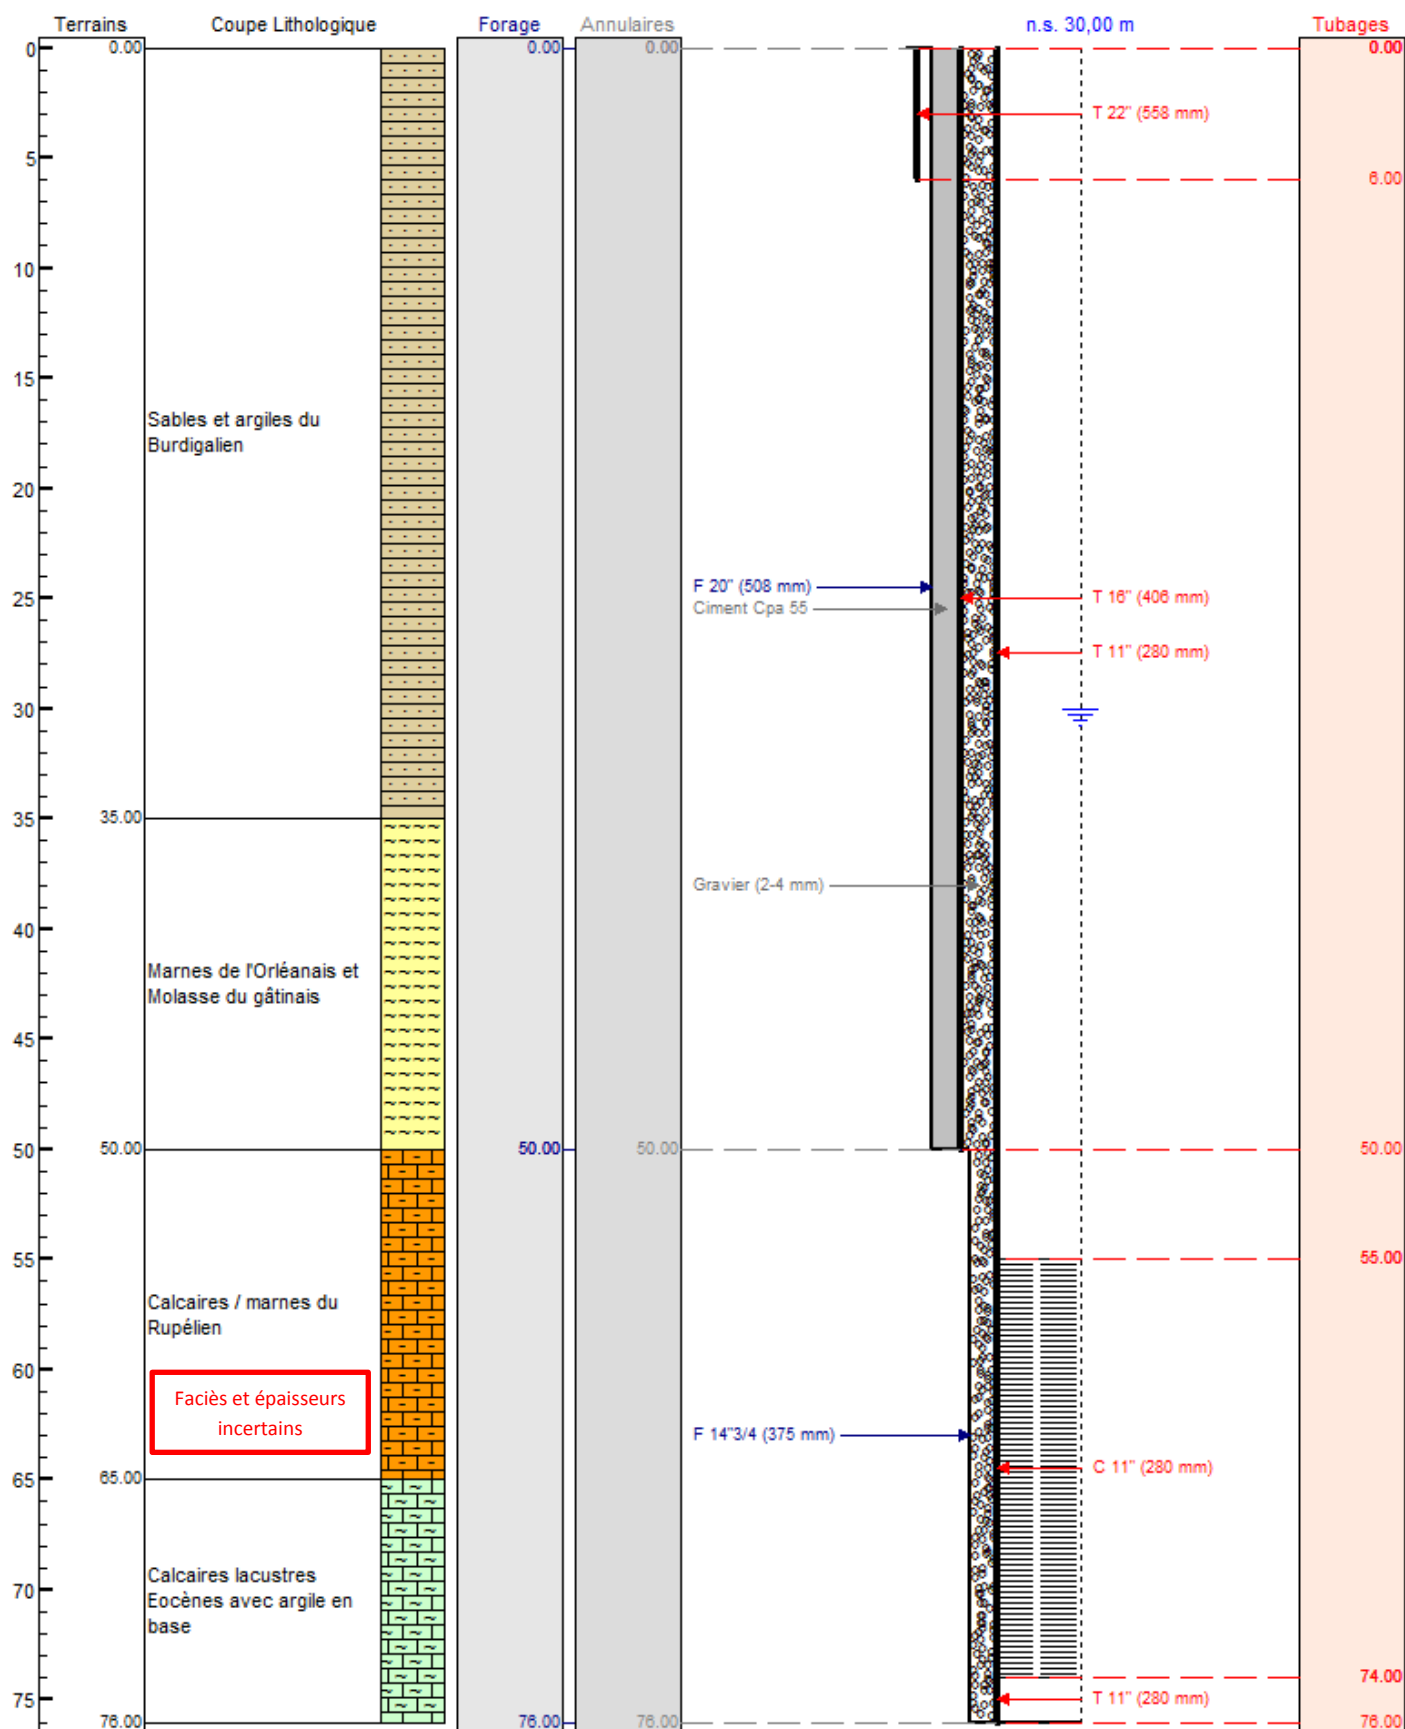 Terrains Coupe Lithologique Forage Annulaires n.s. 30,00 m Tubages
0 0.00 0.00 0.00 0.00
T 22" (558 mm)
5
6.00
10
15
Sables et argiles du
Burdigalien
20
F 20" (508 mm)
25 T 16" (406 mm)
Ciment Cpa 55
T 11" (280 mm)
30
35 35.00
Gravier (2-4 mm)
40
Marnes de l'Orléanais et
Molasse du gâtinais
45
50 50.00 50.00 50.00 50.00
55 55.00
Calcaires / marnes du
Rupélien
60
Faciès et épaisseurs
incertains
F 14"3/4 (375 mm)
C 11" (280 mm)
65 65.00
70
Calcaires lacustres
Eocènes avec argile en
base
74.00
75 T 11" (280 mm)
76.00 76.00 76.00 76.00